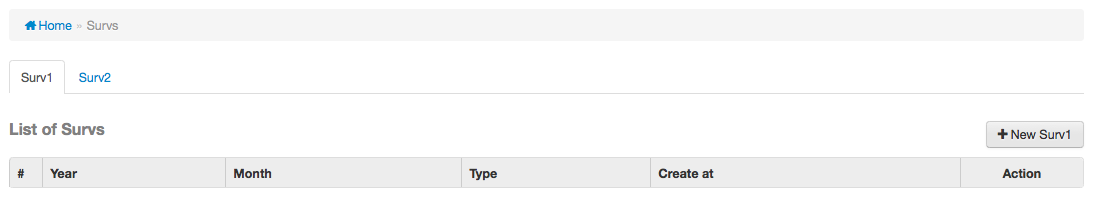 Home » Survs
Surv1 Surv2
List of Survs
New Surv1
# Year Month Type Create at Action